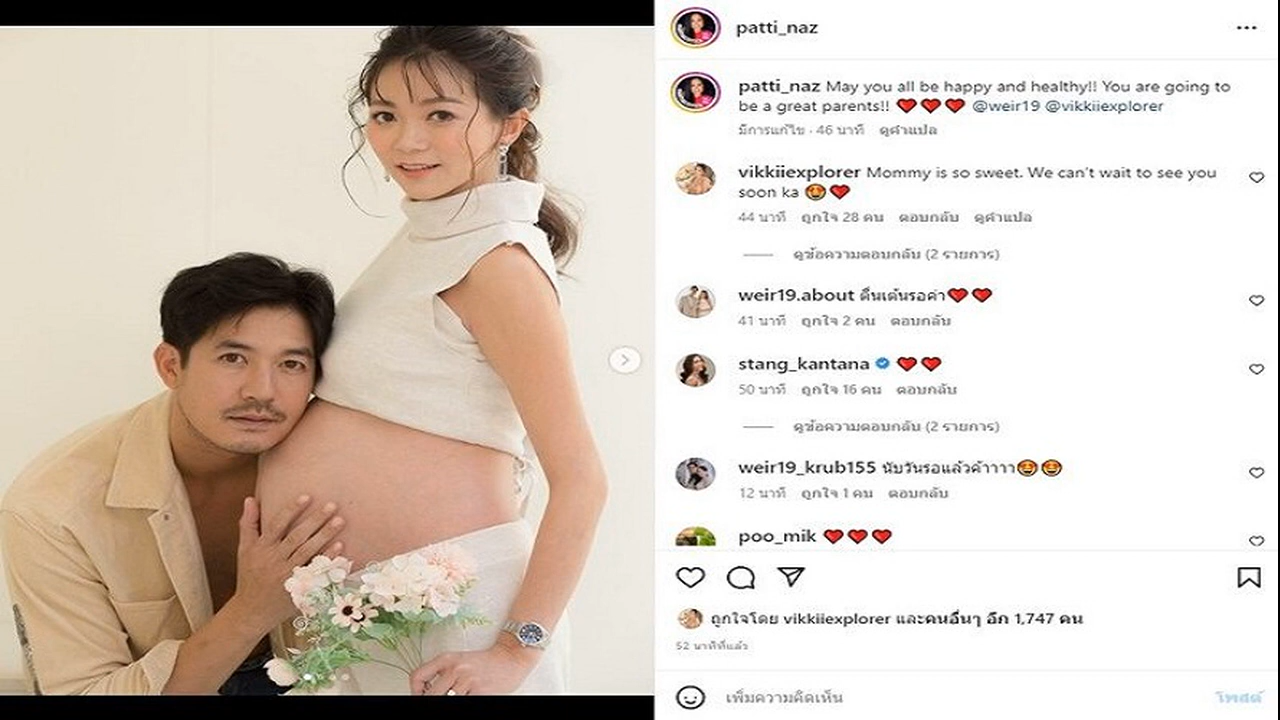 patti_naz
patti_naz May you all be happy and healthy!! You are going to
be a great parents!! ❤️❤️❤️ @weir19 @vikkiiexplorer
มีการแก้ไข · 46 นาที ดูคำแปล
vikkiiexplorer Mommy is so sweet. We can't wait to see you
soon ka 🤩❤️
44 นาที ถูกใจ 28 คน ตอบกลับ ดูคำแปล
ดูข้อความตอบกลับ (2 รายการ)
weir19.about ตื่นเต้นรอค่า❤️❤️
41 นาที ถูกใจ 2 คน ตอบกลับ
stang_kantana ❤️❤️
50 นาที ถูกใจ 16 คน ตอบกลับ
ดูข้อความตอบกลับ (2 รายการ)
weir19_krub155 นับวันรอแล้วค้าาาา🤩🤩
12 นาที ถูกใจ 1 คน ตอบกลับ
poo_mik ❤️❤️❤️
ถูกใจโดย vikkiiexplorer และคนอื่นๆ อีก 1,747 คน
52 นาทีที่แล้ว
เพิ่มความคิดเห็น โพสต์